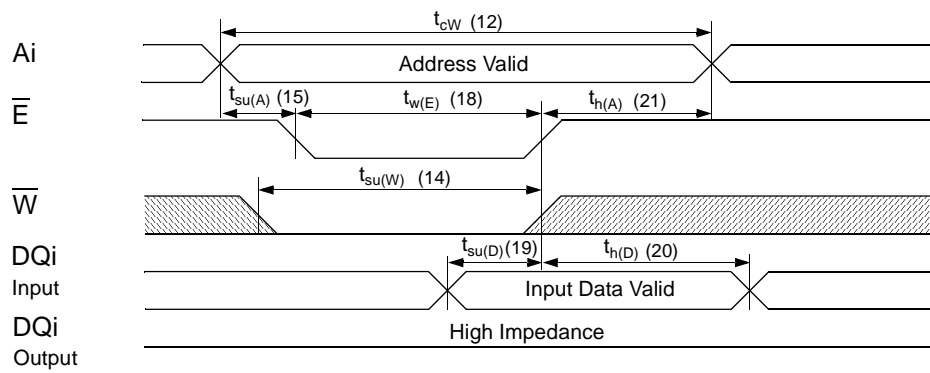 t_cW (12)
Ai
Address Valid
t_su(A) (15)
t_w(E) (18)
t_h(A) (21)
E̅
t_su(W) (14)
W̅
DQi
t_su(D) (19)
t_h(D) (20)
Input
Input Data Valid
DQi
High Impedance
Output